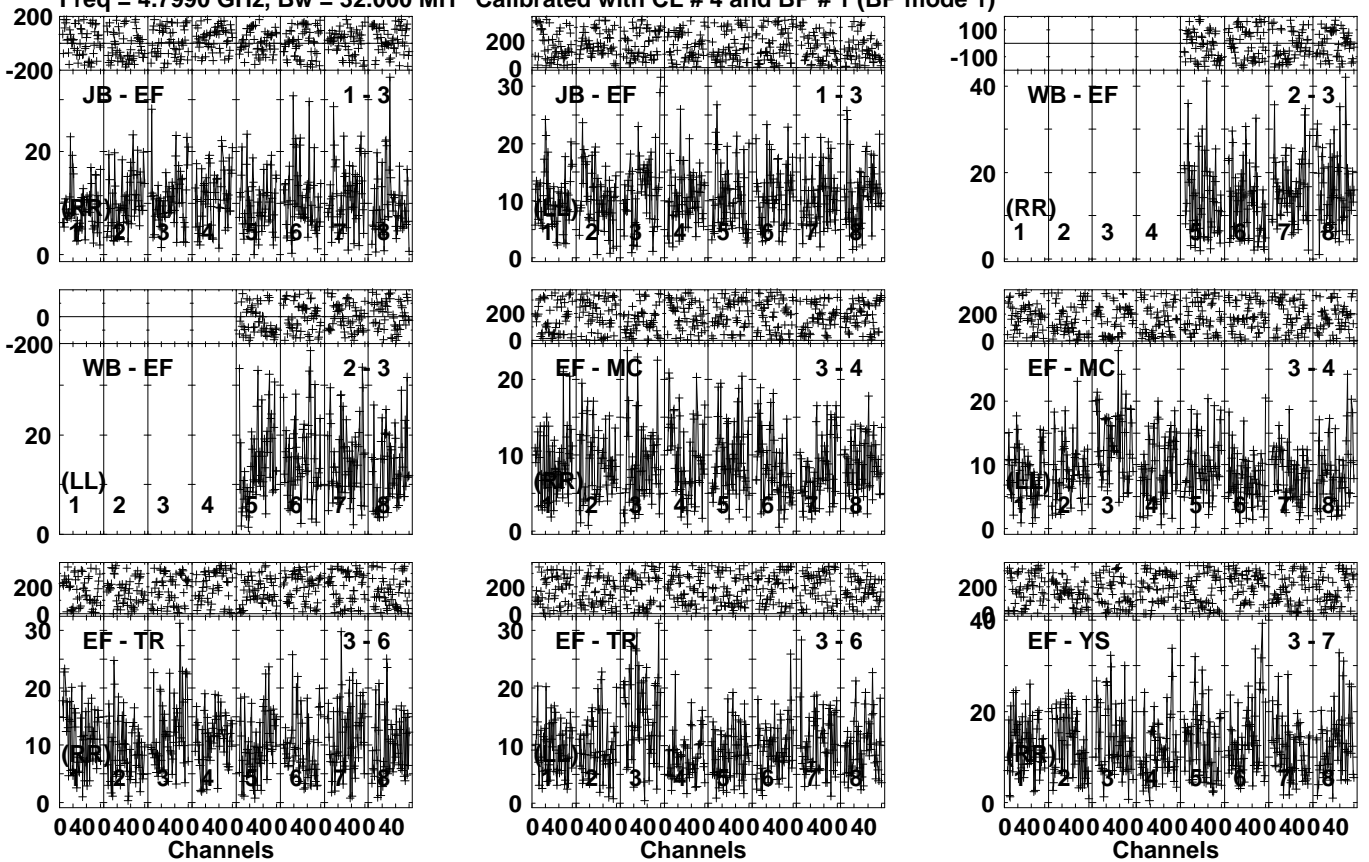 Freq = 4.7990 GHz, Bw = 32.000 MH Calibrated with CL # 4 and BP # 1 (BP mode 1)
200
-200
JB - EF 1 - 3
20
0
(RR)
1 2 3 4 5 6 7 8
200
0
JB - EF 1 - 3
30
20
10
0
(LL)
1 2 3 4 5 6 7 8
100
-100
WB - EF 2 - 3
40
20
0
(RR)
1 2 3 4 5 6 7 8
0
-200
WB - EF 2 - 3
20
0
(LL)
1 2 3 4 5 6 7 8
200
0
EF - MC 3 - 4
20
10
0
(RR)
1 2 3 4 5 6 7 8
200
0
EF - MC 3 - 4
20
10
0
(LL)
1 2 3 4 5 6 7 8
200
0
EF - TR 3 - 6
30
20
10
0
(RR)
1 2 3 4 5 6 7 8
0 40 0 40 0 40 0 40 0 40 0 40 0 40 0 40
Channels
200
0
EF - TR 3 - 6
30
20
10
0
(LL)
1 2 3 4 5 6 7 8
0 40 0 40 0 40 0 40 0 40 0 40 0 40 0 40
Channels
200
0
EF - YS 3 - 7
40
20
0
(RR)
1 2 3 4 5 6 7 8
0 40 0 40 0 40 0 40 0 40 0 40 0 40 0 40
Channels